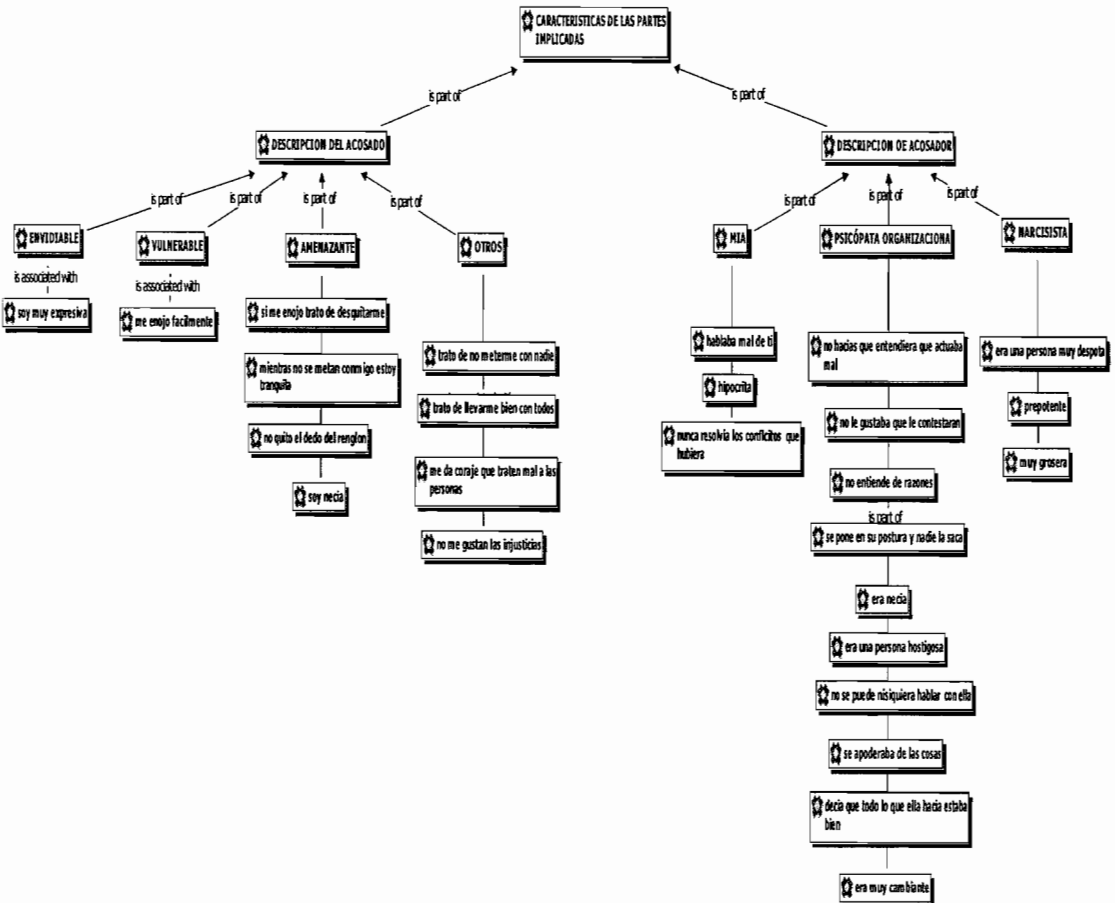 CARACTERISTICAS DE LAS PARTES
IMPLICADAS
is part of
is part of
DESCRIPCION DEL ACOSADO
DESCRIPCION DE ACOSADOR
is part of
is part of
is part of
is part of
is part of
is part of
ENVIDIABLE
VULNERABLE
AMENAZANTE
OTROS
MIA
PSICÓPATA ORGANIZACIONA
NARCISISTA
is associated with
is associated with
soy muy expresiva
me enojo facilmente
si me enojo trato de desquitarme
mientras no se metan conmigo estoy
tranquila
no quito el dedo del renglon
soy necia
trato de no meterme con nadie
trato de llevarme bien con todos
me da coraje que traten mal a las
personas
no me gustan las injusticias
hablaba mal de ti
hipocrita
nunca resolvia los conflcitos que
hubiera
no hacias que entendiera que actuaba
mal
no le gustaba que le contestaran
no entiende de razones
is part of
se pone en su postura y nadie la saca
era necia
era una persona hostigosa
no se puede nisiquiera hablar con ella
se apoderaba de las cosas
decia que todo lo que ella hacia estaba
bien
era muy cambiante
era una persona muy despota
prepotente
muy grosera